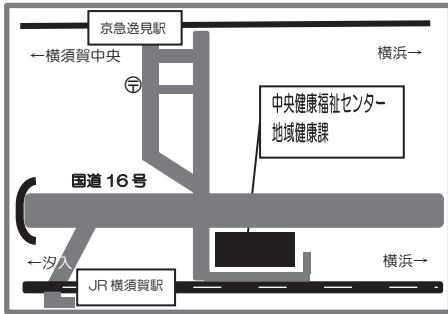 京急逸見駅
←横須賀中央
横浜→
〒
中央健康福祉センター
地域健康課
国道16号
←汐入
横浜→
JR横須賀駅